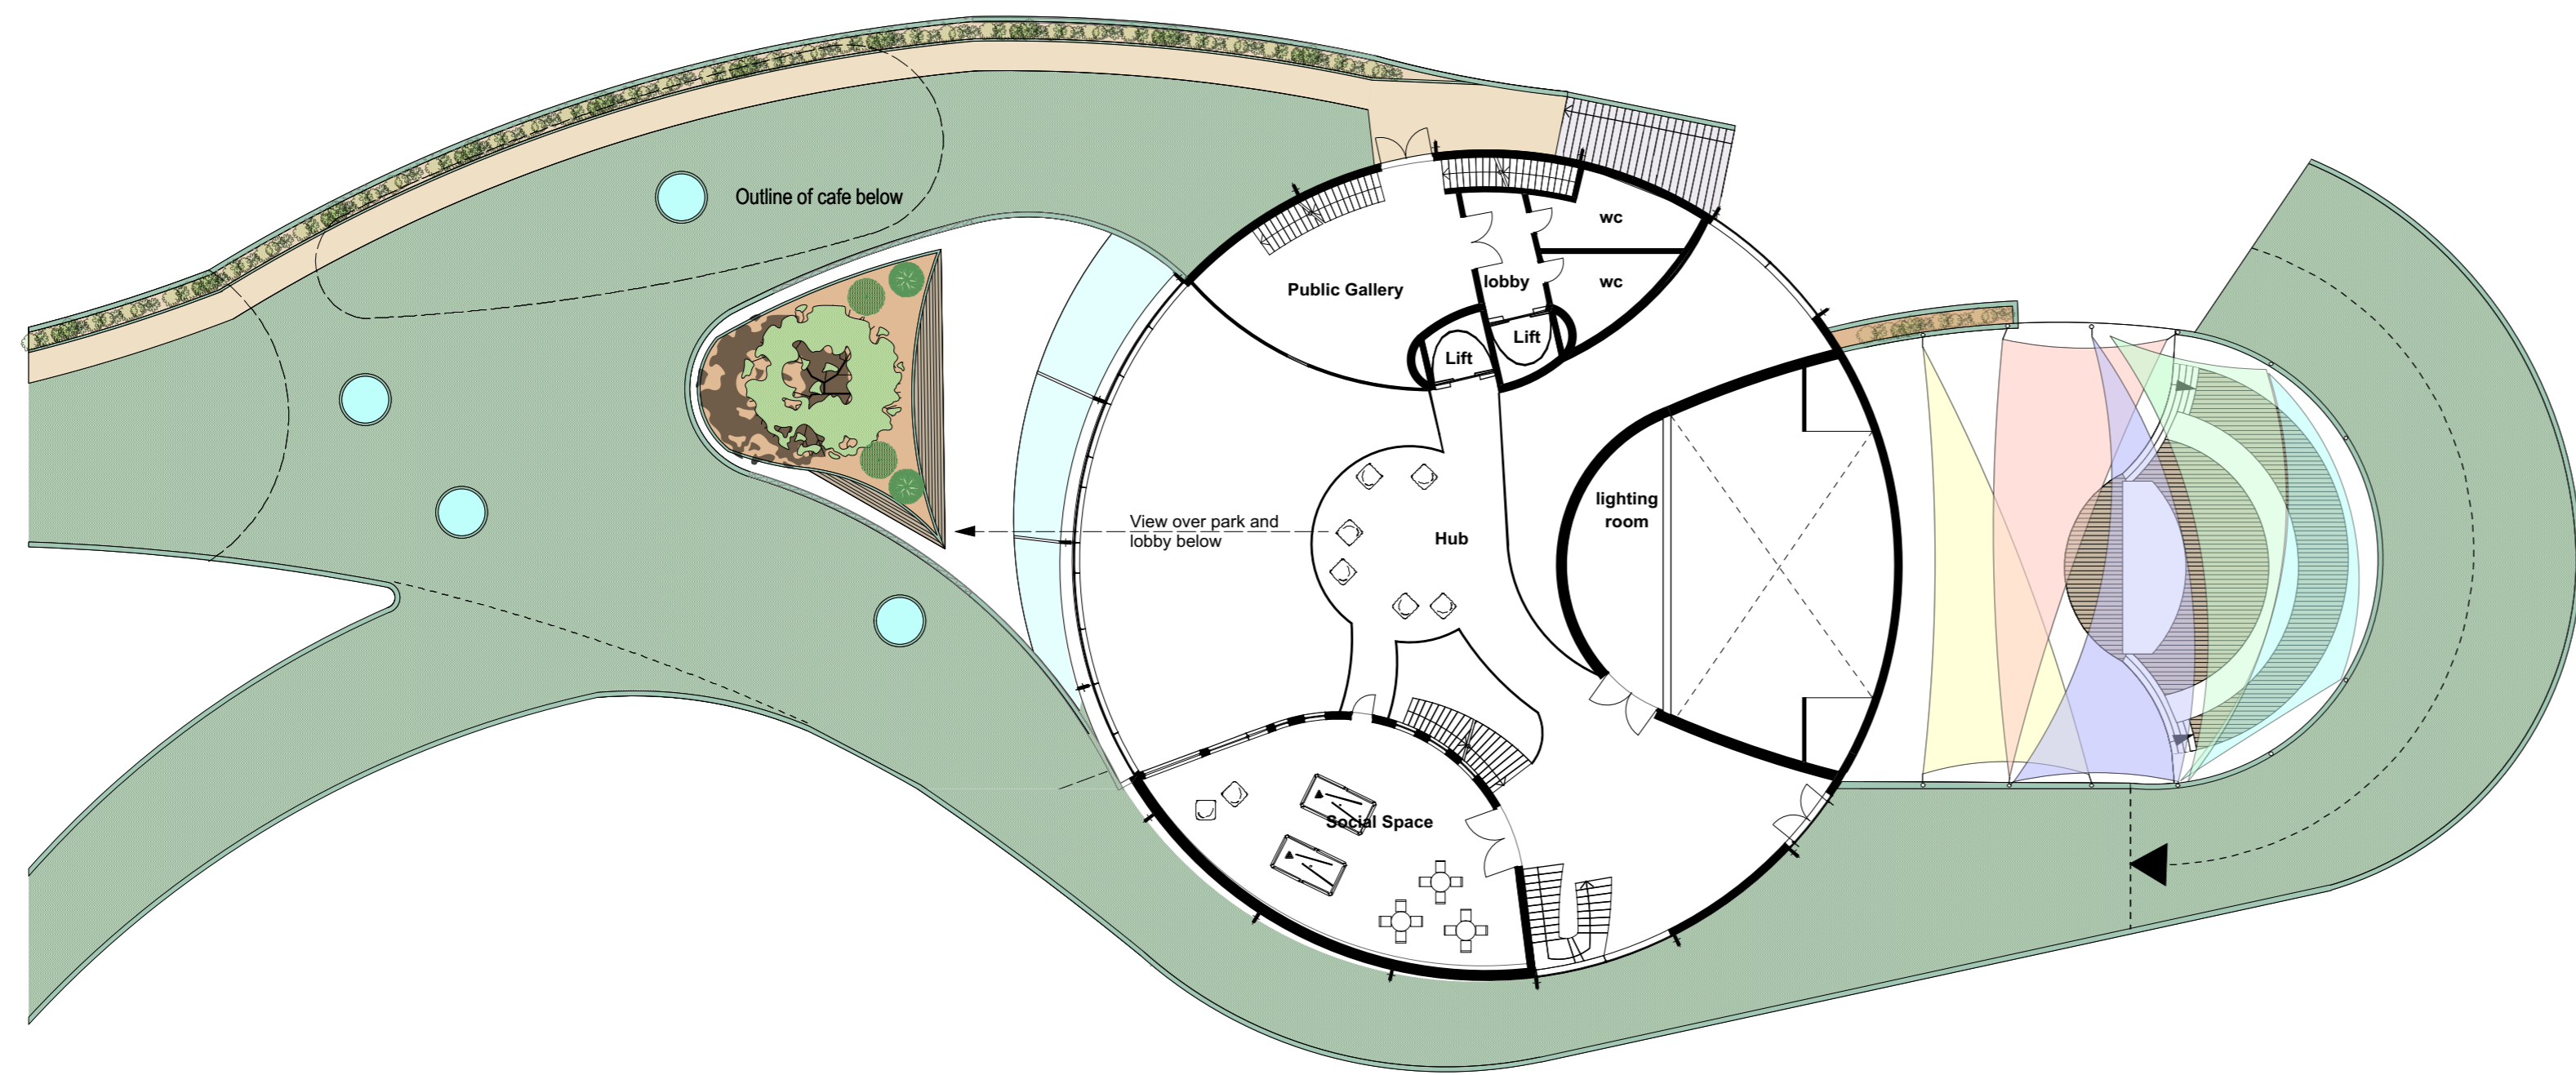 Outline of cafe below
wc
Public Gallery
lobby
wc
Lift
Lift
lighting
room
View over park and
lobby below
Hub
Social Space